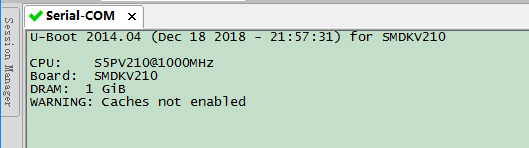 Serial-COM
Session Manager
U-Boot 2014.04 (Dec 18 2018 - 21:57:31) for SMDKV210
CPU:    S5PV210@1000MHz
Board:  SMDKV210
DRAM:  1 GiB
WARNING: Caches not enabled